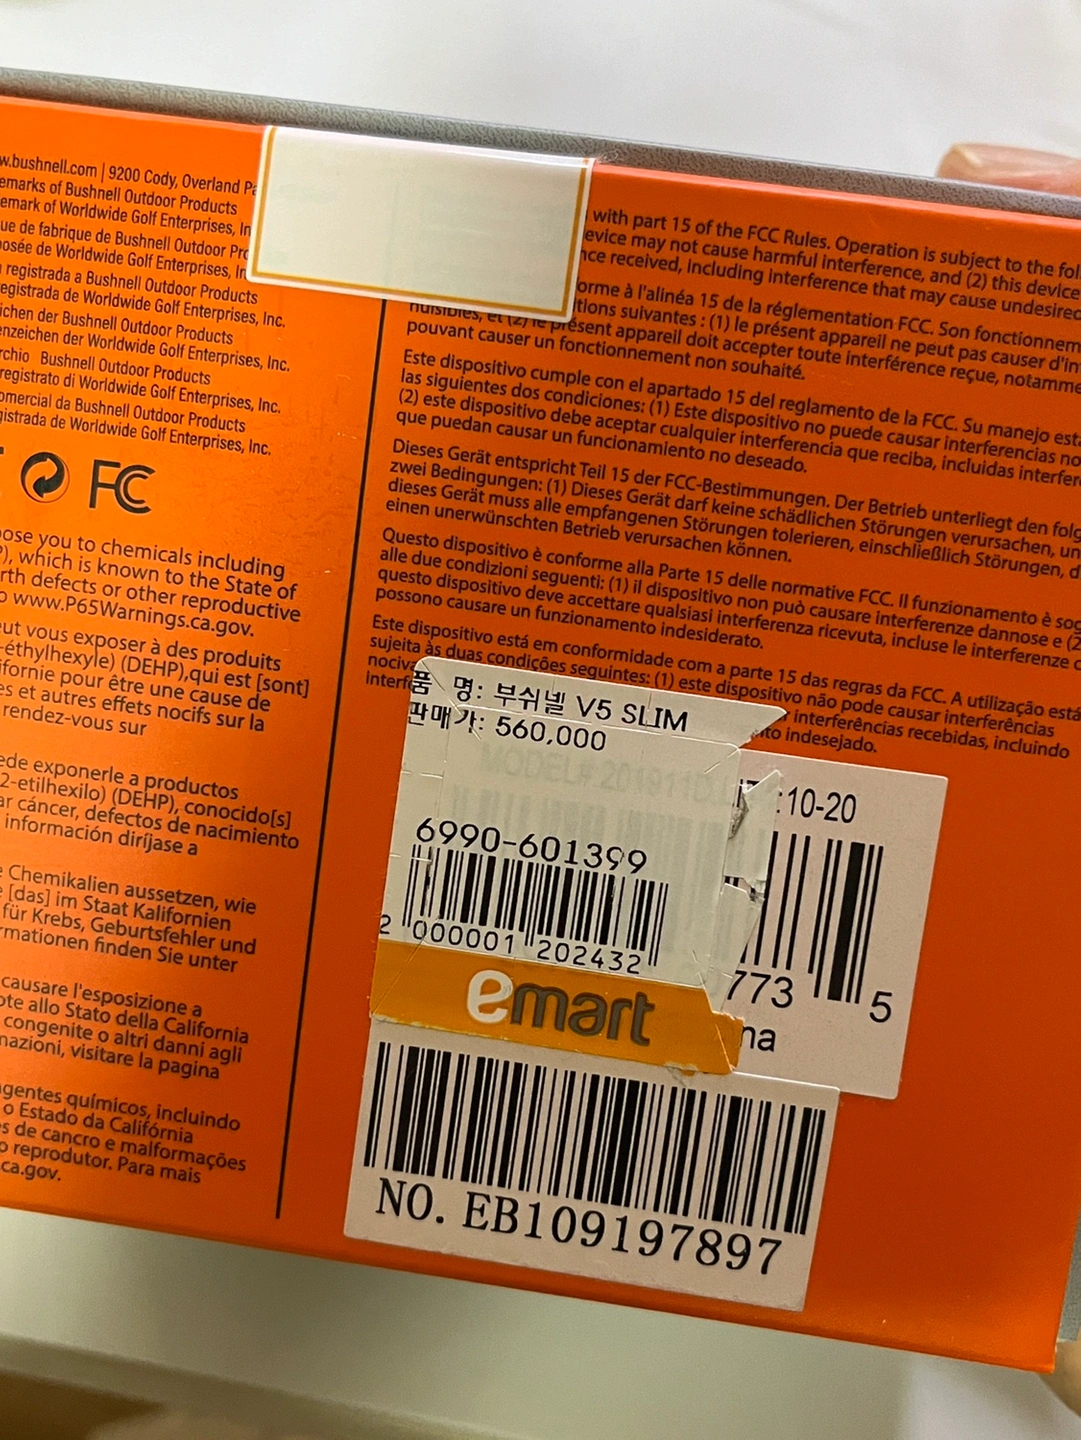 w.bushnell.com | 9200 Cody, Overland
emarks of Bushnell Outdoor Products
emark of Worldwide Golf Enterprises,
ue de fabrique de Bushnell Outdoor
osée de Worldwide Golf Enterprises,
registrada a Bushnell Outdoor Products
egistrada de Worldwide Golf Enterprises, Inc.
ichen der Bushnell Outdoor Products
enzeichen der Worldwide Golf Enterprises, Inc.
rchio Bushnell Outdoor Products
registrato di Worldwide Golf Enterprises, Inc.
omercial da Bushnell Outdoor Products
gistrada de Worldwide Golf Enterprises, Inc.
FC
ose you to chemicals including
P), which is known to the State of
rth defects or other reproductive
o www.P65Warnings.ca.gov.
eut vous exposer à des produits
-éthylhexyle) (DEHP),qui est [sont]
ifornie pour être une cause de
es et autres effets nocifs sur la
rendez-vous sur
ede exponerle a productos
2-etilhexilo) (DEHP), conocido[s]
ar cáncer, defectos de nacimiento
información diríjase a
Chemikalien aussetzen, wie
[das] im Staat Kalifornien
für Krebs, Geburtsfehler und
rmationen finden Sie unter
causare l'esposizione a
ote allo Stato della California
congenite o altri danni agli
mazioni, visitare la pagina
agentes químicos, incluindo
o Estado da Califórnia
s de cancro e malformações
o reprodutor. Para mais
ca.gov.
with part 15 of the FCC Rules. Operation is subject to the fol
evice may not cause harmful interference, and (2) this device
nce received, including interference that may cause undesired
orme à l'alinéa 15 de la réglementation FCC. Son fonctionnem
tions suivantes : (1) le présent appareil ne peut pas causer d'in
nuisibles, et (2) le présent appareil doit accepter toute interférence reçue, notamme
pouvant causer un fonctionnement non souhaité.
Este dispositivo cumple con el apartado 15 del reglamento de la FCC. Su manejo est
las siguientes dos condiciones: (1) Este dispositivo no puede causar interferencias no
(2) este dispositivo debe aceptar cualquier interferencia que reciba, incluidas interfer
que puedan causar un funcionamiento no deseado.
Dieses Gerät entspricht Teil 15 der FCC-Bestimmungen. Der Betrieb unterliegt den folg
zwei Bedingungen: (1) Dieses Gerät darf keine schädlichen Störungen verursachen, un
dieses Gerät muss alle empfangenen Störungen tolerieren, einschließlich Störungen, d
einen unerwünschten Betrieb verursachen können.
Questo dispositivo è conforme alla Parte 15 delle normative FCC. Il funzionamento è sog
alle due condizioni seguenti: (1) il dispositivo non può causare interferenze dannose e (2
questo dispositivo deve accettare qualsiasi interferenza ricevuta, incluse le interferenze c
possono causare un funzionamento indesiderato.
Este dispositivo está em conformidade com a parte 15 das regras da FCC. A utilização está
sujeita às duas condições seguintes: (1) este dispositivo não pode causar interferências
nociva interferências recebidas, incluindo
Interf to indesejado.
품 명: 부쉬넬 V5 SLIM
판매가: 560,000
MODEL# 201911D
:10-20
6990-601399
2 000001 202432
773 5
emart
na
NO. EB109197897